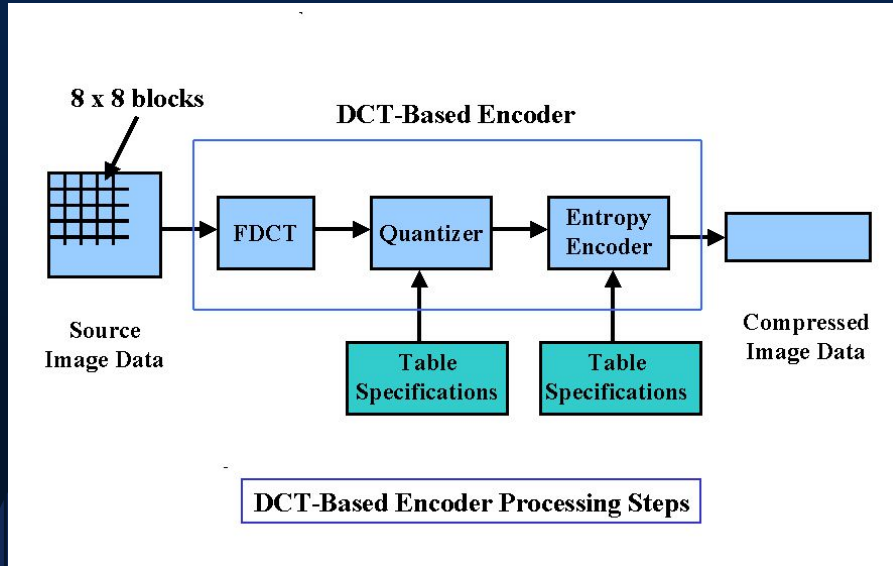 8 x 8 blocks
DCT-Based Encoder
FDCT
Quantizer
Entropy
Encoder
Source
Image Data
Table
Specifications
Table
Specifications
Compressed
Image Data
DCT-Based Encoder Processing Steps